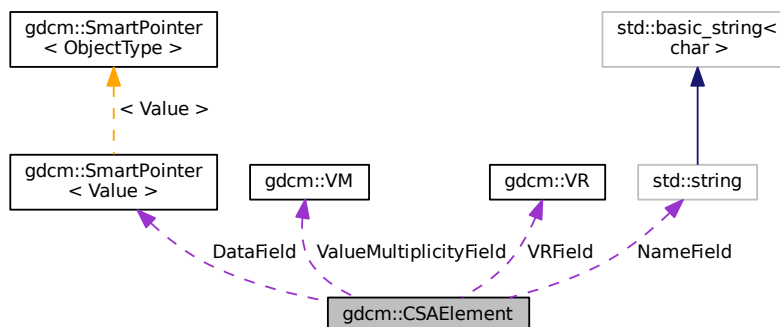 gdcm::SmartPointer
< ObjectType >
std::basic_string<
char >
< Value >
gdcm::SmartPointer
< Value >
gdcm::VM
gdcm::VR
std::string
DataField
ValueMultiplicityField
VRField
NameField
gdcm::CSAElement